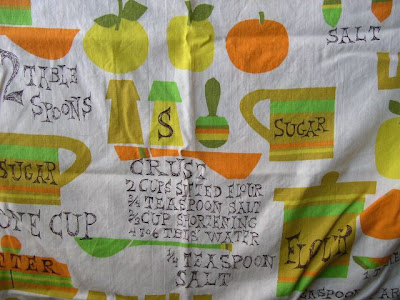 SALT
2 TABLE
SPOONS
S
SUGAR
SUGAR
CRUST
2 CUPS SIFTED FLOUR
3/4 TEASPOON SALT
2/3 CUP SHORTENING
4 TO 6 TBLS WATER
ONE CUP
FLOUR
1/4 TEASPOON
SALT
TEASPOON